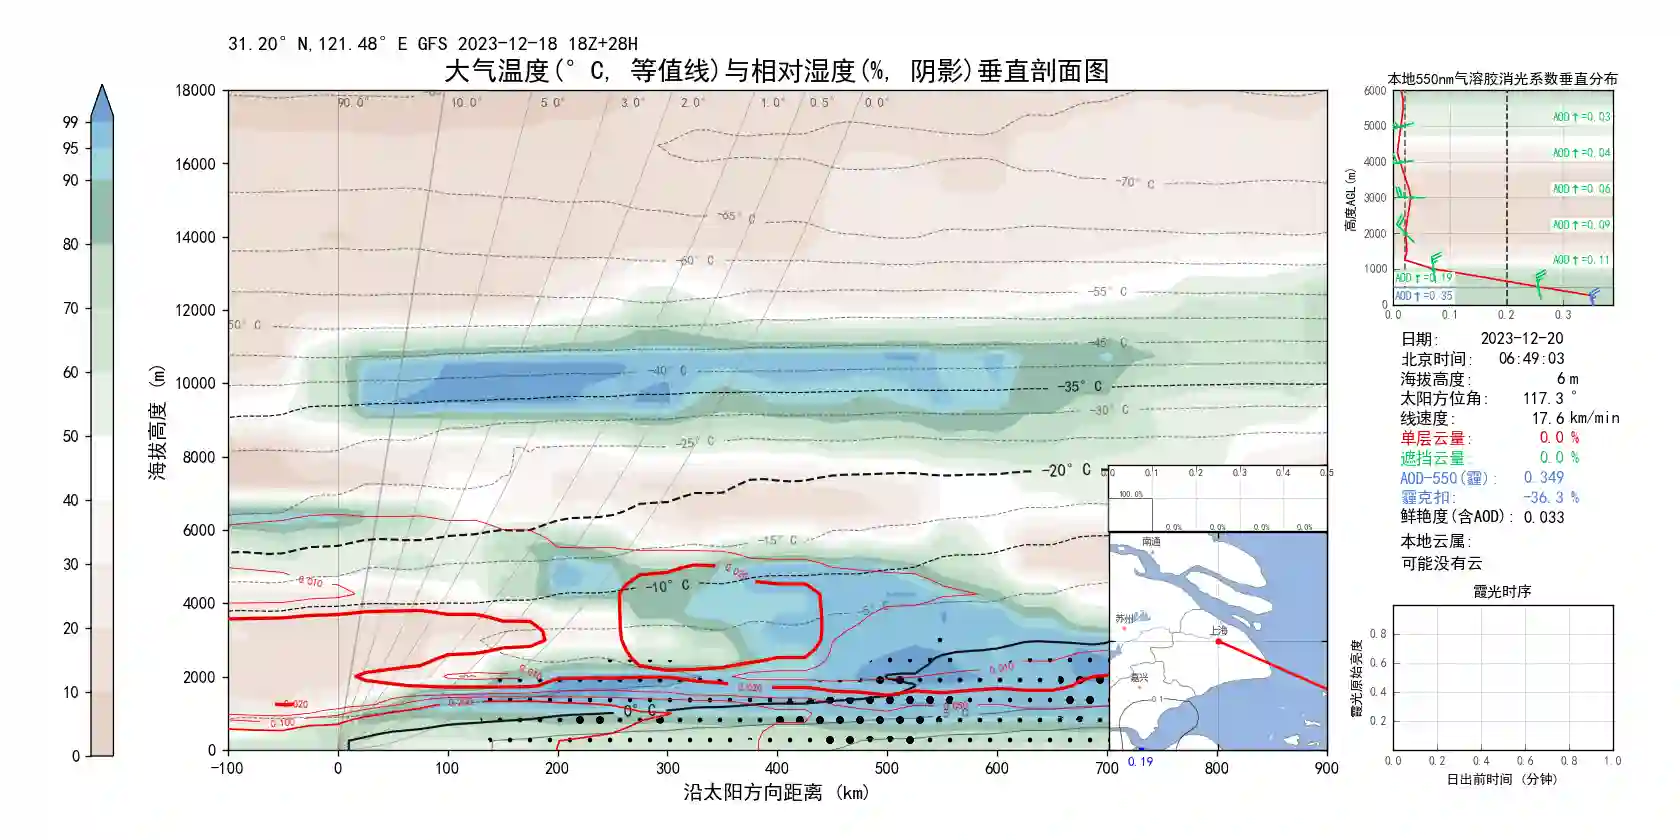 31.20° N,121.48° E GFS 2023-12-18 18Z+28H
大气温度(° C, 等值线)与相对湿度(%, 阴影)垂直剖面图
99
95
90
80
70
60
50
40
30
20
10
0
海拔高度 (m)
18000
16000
14000
12000
10000
8000
6000
4000
2000
0
90.0° 10.0° 5.0° 3.0° 2.0° 1.0° 0.5° 0.0°
-70° C
-65° C
-60° C
-55° C
50° C
-45° C
-40° C
-35° C
-30° C
-25° C
-20° C
-15° C
-10° C
-5° C
0° C
0.010
0.020
0.010
0.010
0.020
0.020
0.100
0.200
0.050
-100 0 100 200 300 400 500 600 700 800 900
沿太阳方向距离 (km)
0.0 0.1 0.2 0.3 0.4 0.5
100.0%
0.0% 0.0% 0.0% 0.0%
南通
苏州
上海
嘉兴
0.1
0.19
本地550nm气溶胶消光系数垂直分布
高度AGL(m)
6000
5000
4000
3000
2000
1000
0
AOD↑=0.03
AOD↑=0.04
AOD↑=0.06
AOD↑=0.09
AOD↑=0.11
AOD↑=0.19
AOD↑=0.35
0.0 0.1 0.2 0.3
日期: 2023-12-20
北京时间: 06:49:03
海拔高度: 6 m
太阳方位角: 117.3 °
线速度: 17.6 km/min
单层云量: 0.0 %
遮挡云量: 0.0 %
AOD-550(霾): 0.349
霾克扣: -36.3 %
鲜艳度(含AOD): 0.033
本地云属:
可能没有云
霞光时序
霞光原始亮度
0.8
0.6
0.4
0.2
0.0 0.2 0.4 0.6 0.8 1.0
日出前时间 (分钟)